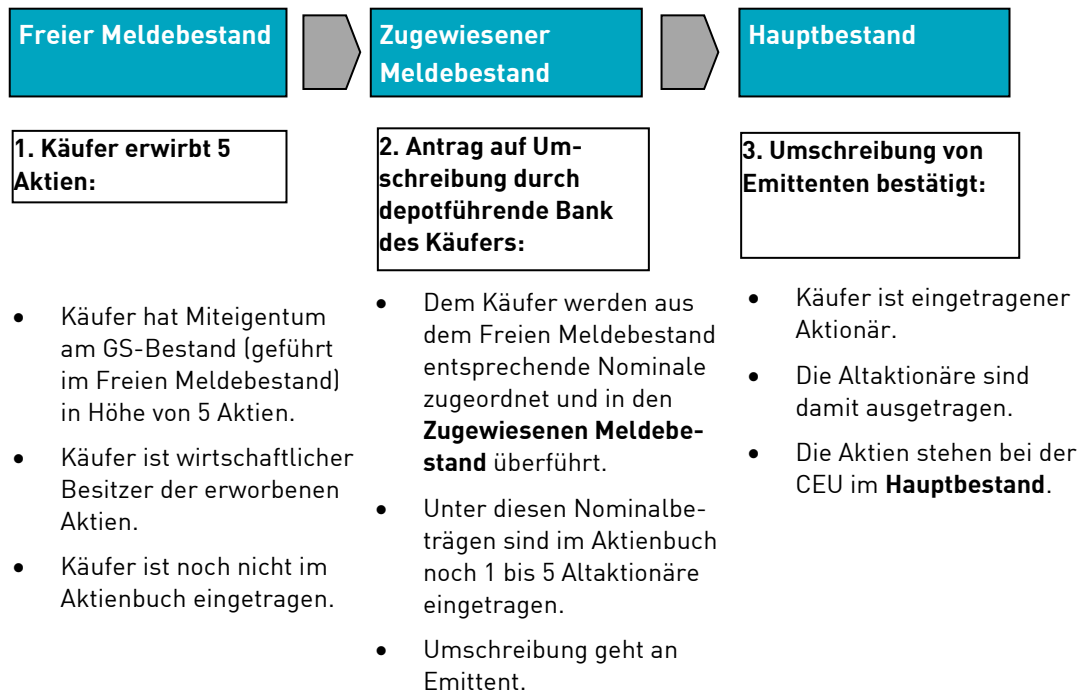 Freier Meldebestand
Zugewiesener
Meldebestand
Hauptbestand
1. Käufer erwirbt 5
Aktien:
2. Antrag auf Um-
schreibung durch
depotführende Bank
des Käufers:
3. Umschreibung von
Emittenten bestätigt:
• Käufer hat Miteigentum
am GS-Bestand (geführt
im Freien Meldebestand)
in Höhe von 5 Aktien.
• Käufer ist wirtschaftlicher
Besitzer der erworbenen
Aktien.
• Käufer ist noch nicht im
Aktienbuch eingetragen.
• Dem Käufer werden aus
dem Freien Meldebestand
entsprechende Nominale
zugeordnet und in den
Zugewiesenen Meldebe-
stand überführt.
• Unter diesen Nominalbe-
trägen sind im Aktienbuch
noch 1 bis 5 Altaktionäre
eingetragen.
• Umschreibung geht an
Emittent.
• Käufer ist eingetragener
Aktionär.
• Die Altaktionäre sind
damit ausgetragen.
• Die Aktien stehen bei der
CEU im Hauptbestand.